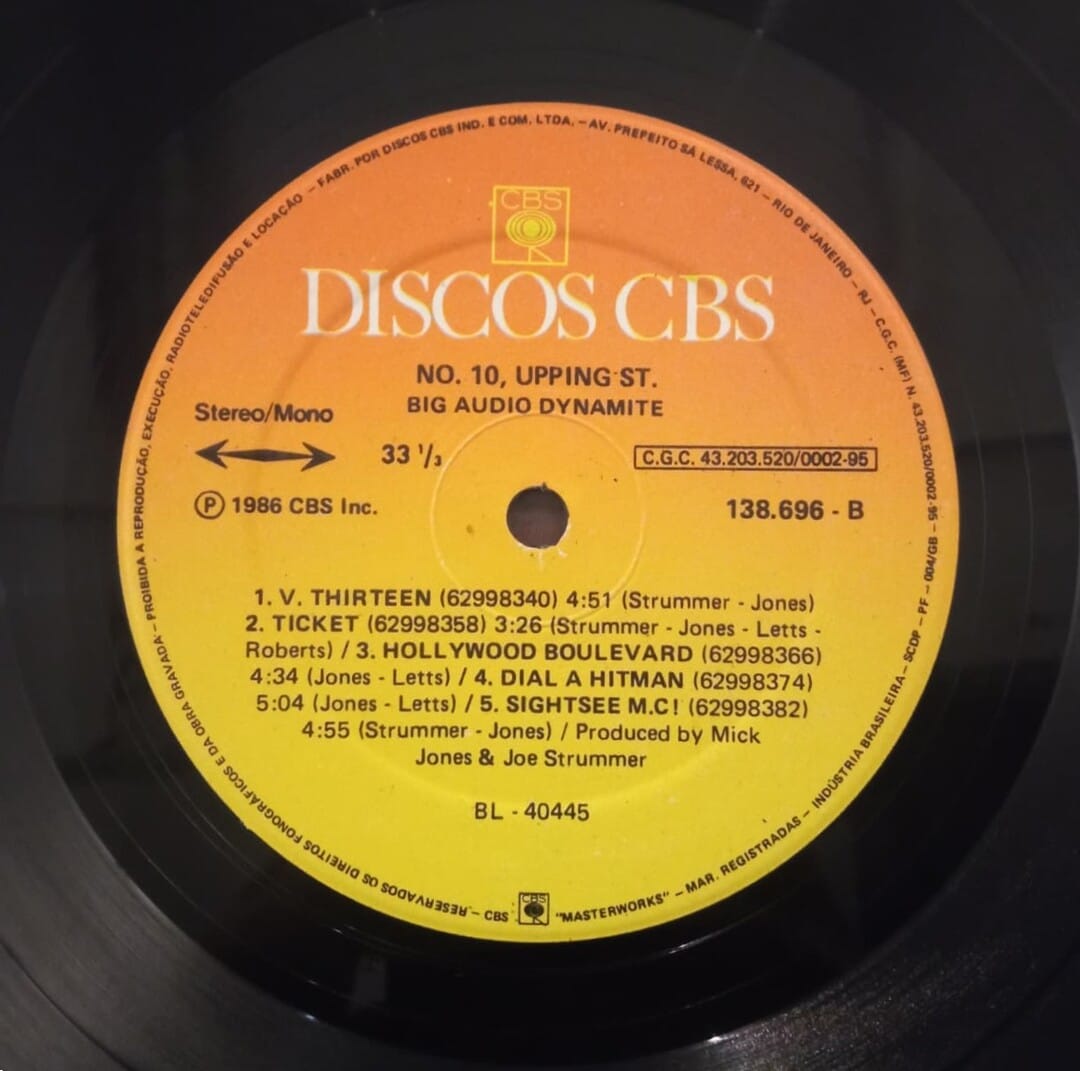 CBS
DISCOS CBS
NO. 10, UPPING ST.
BIG AUDIO DYNAMITE
Stereo/Mono
33 1/3
C.G.C. 43.203.520/0002-95
Ⓟ 1986 CBS Inc.
138.696 - B
1. V. THIRTEEN (62998340) 4:51 (Strummer - Jones)
2. TICKET (62998358) 3:26 (Strummer - Jones - Letts -
Roberts) / 3. HOLLYWOOD BOULEVARD (62998366)
4:34 (Jones - Letts) / 4. DIAL A HITMAN (62998374)
5:04 (Jones - Letts) / 5. SIGHTSEE M.C! (62998382)
4:55 (Strummer - Jones) / Produced by Mick
Jones & Joe Strummer
BL - 40445
RESERVADOS OS DIREITOS FONOGRÁFICOS E DA OBRA GRAVADA - PROIBIDA A REPRODUÇÃO, EXECUÇÃO, RADIOTELEDIFUSÃO E LOCAÇÃO - FABR. POR DISCOS CBS IND. E COM. LTDA. - AV. PREFEITO SÁ LESSA, 621 - RIO DE JANEIRO - RJ - C.G.C. (MF) N. 43.203.520/0002-95 - PF - 004/GB - SCDP - INDÚSTRIA BRASILEIRA - MAR. REGISTRADAS - "MASTERWORKS" CBS - CBS